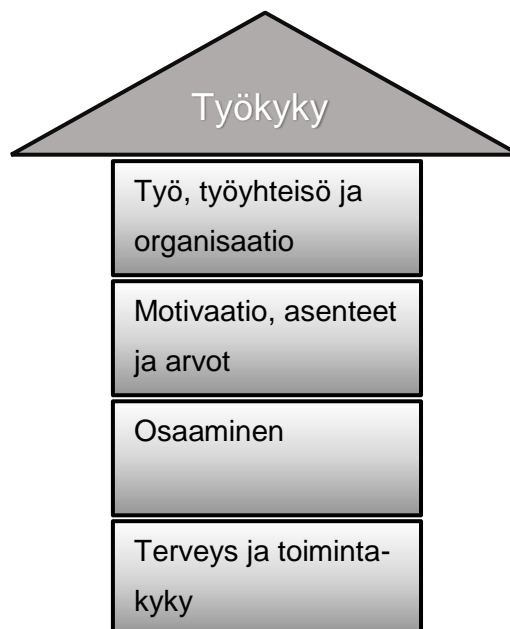 Työkyky
Työ, työyhteisö ja
organisaatio
Motivaatio, asenteet
ja arvot
Osaaminen
Terveys ja toiminta-
kyky